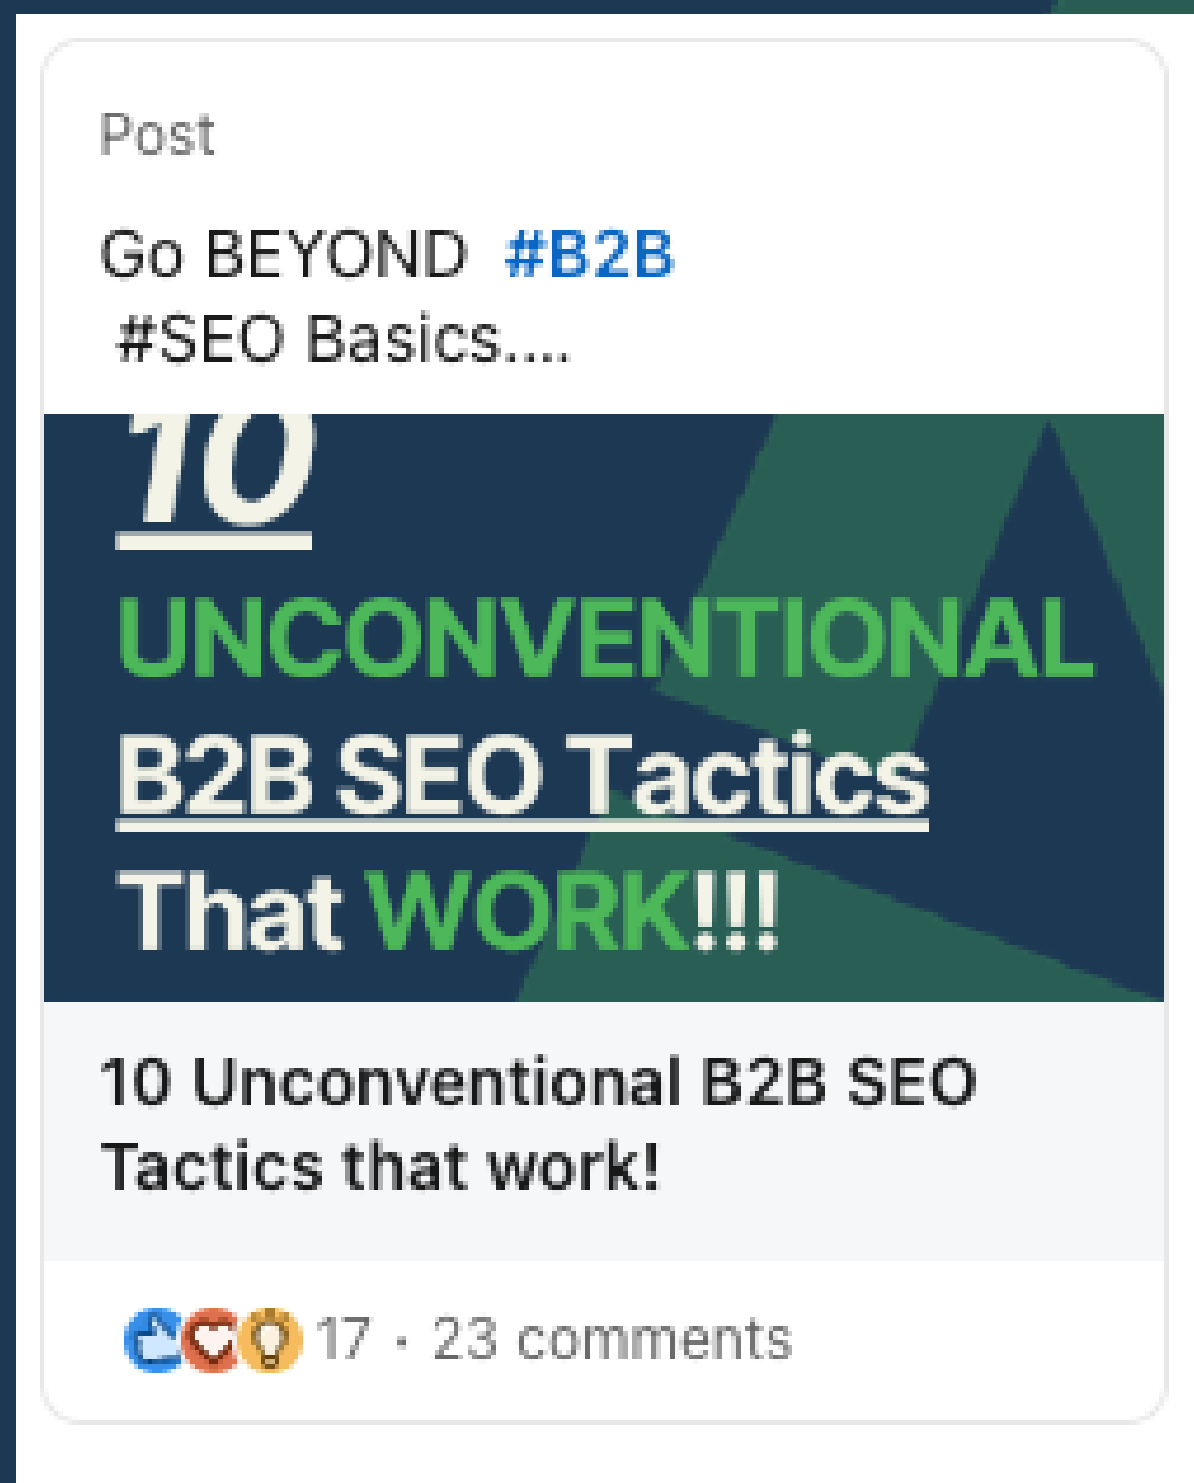 Post
Go BEYOND #B2B
#SEO Basics....
10
UNCONVENTIONAL
B2B SEO Tactics
That WORK!!!
10 Unconventional B2B SEO
Tactics that work!
17 · 23 comments